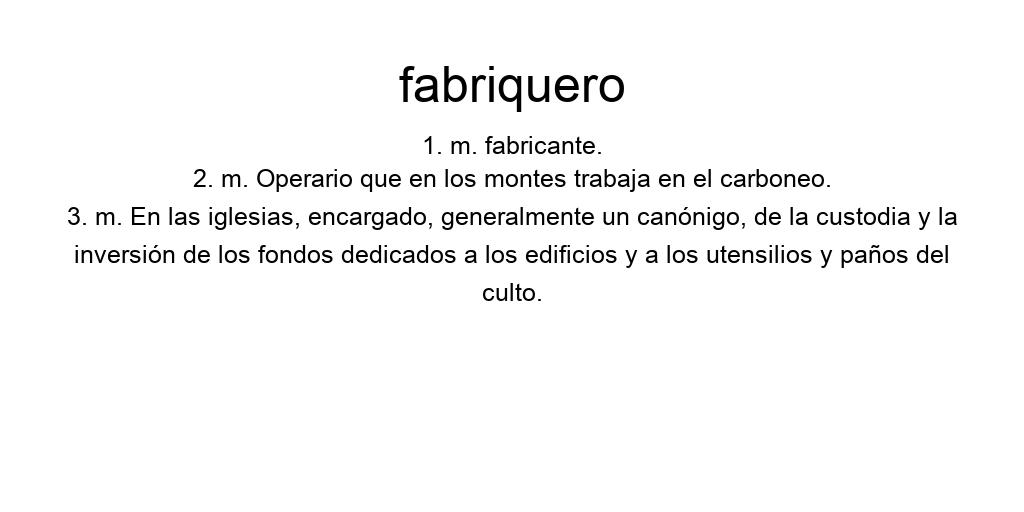 fabriquero
1. m. fabricante.
2. m. Operario que en los montes trabaja en el carboneo.
3. m. En las iglesias, encargado, generalmente un canónigo, de la custodia y la
inversión de los fondos dedicados a los edificios y a los utensilios y paños del
culto.